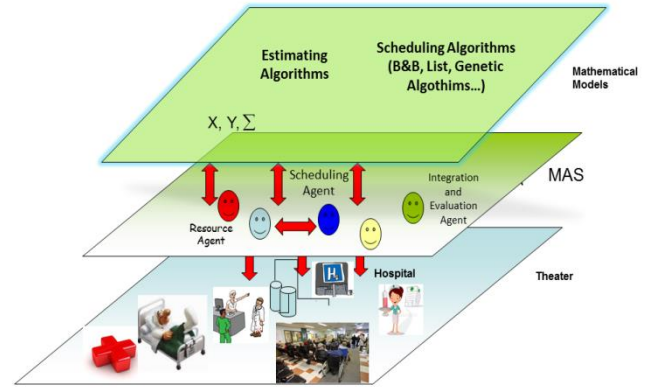 Estimating
Algorithms
Scheduling Algorithms
(B&B, List, Genetic
Algothims...)
Mathematical
Models
X, Y, ∑
Scheduling
Agent
Integration
and
Evaluation
Agent
MAS
Resource
Agent
H
Hospital
Theater